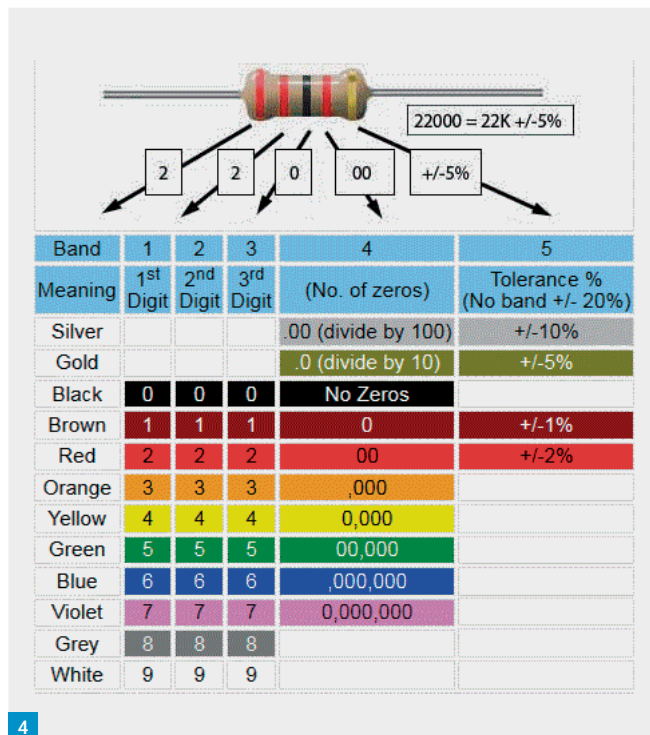 22000 = 22K +/-5%
2 2 0 00 +/-5%
Band 1 2 3 4 5
Meaning 1st Digit 2nd Digit 3rd Digit (No. of zeros) Tolerance % (No band +/- 20%)
Silver .00 (divide by 100) +/-10%
Gold .0 (divide by 10) +/-5%
Black 0 0 0 No Zeros
Brown 1 1 1 0 +/-1%
Red 2 2 2 00 +/-2%
Orange 3 3 3 ,000
Yellow 4 4 4 0,000
Green 5 5 5 00,000
Blue 6 6 6 ,000,000
Violet 7 7 7 0,000,000
Grey 8 8 8
White 9 9 9
4